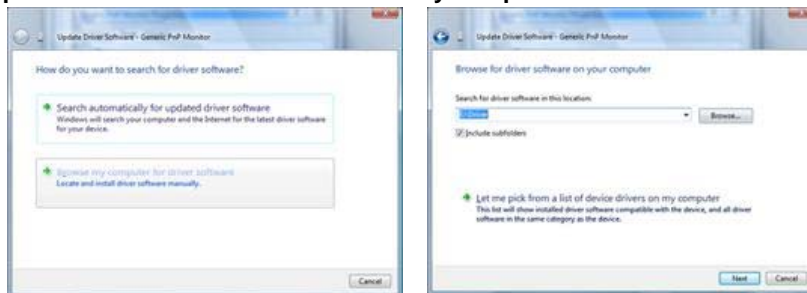 Update Driver Software - Generic PnP Monitor
How do you want to search for driver software?
Search automatically for updated driver software
Windows will search your computer and the Internet for the latest driver software
for your device.
Browse my computer for driver software
Locate and install driver software manually.
Cancel
Update Driver Software - Generic PnP Monitor
Browse for driver software on your computer
Search for driver software in this location:
Browse...
Include subfolders
Let me pick from a list of device drivers on my computer
This list will show installed driver software compatible with the device, and all driver
software in the same category as the device.
Next
Cancel